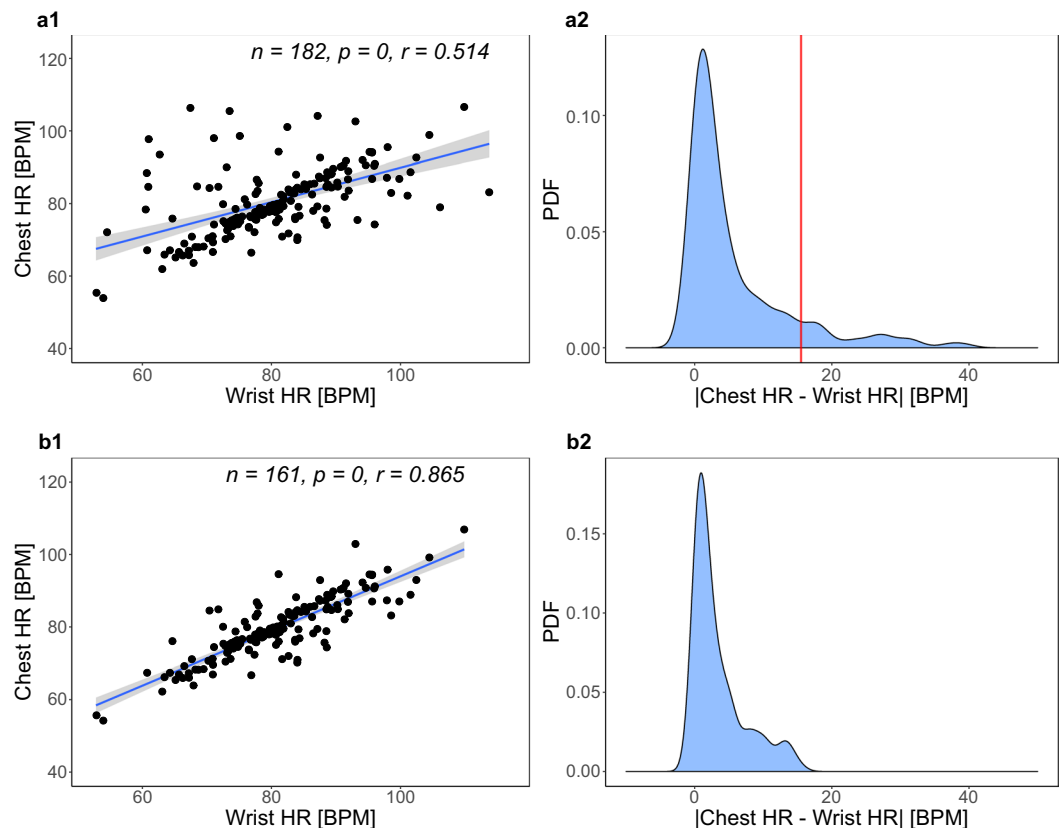 a1
n = 182, p = 0, r = 0.514
120
100
80
60
40
Chest HR [BPM]
60
80
100
Wrist HR [BPM]
a2
0.10
0.05
0.00
PDF
0
20
40
|Chest HR - Wrist HR| [BPM]
b1
n = 161, p = 0, r = 0.865
120
100
80
60
40
Chest HR [BPM]
60
80
100
Wrist HR [BPM]
b2
0.15
0.10
0.05
0.00
PDF
0
20
40
|Chest HR - Wrist HR| [BPM]